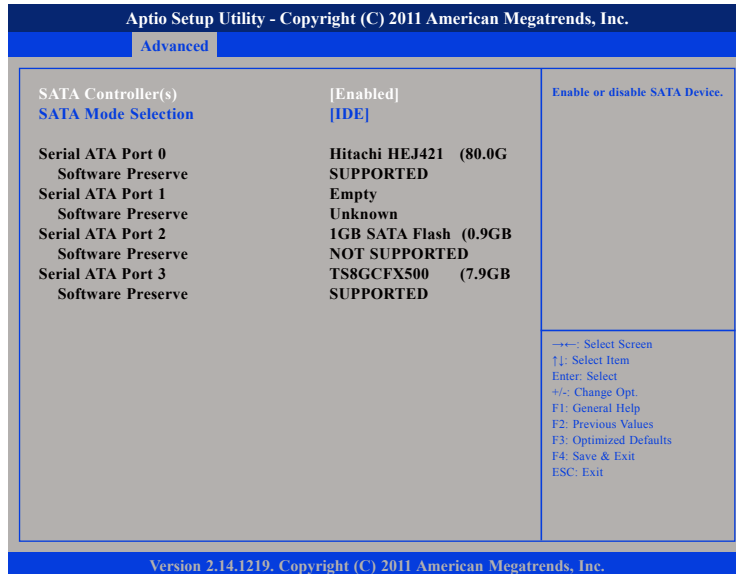 Aptio Setup Utility - Copyright (C) 2011 American Megatrends, Inc.
Advanced
SATA Controller(s) [Enabled]
SATA Mode Selection [IDE]
Serial ATA Port 0 Hitachi HEJ421 (80.0G
Software Preserve SUPPORTED
Serial ATA Port 1 Empty
Software Preserve Unknown
Serial ATA Port 2 1GB SATA Flash (0.9GB
Software Preserve NOT SUPPORTED
Serial ATA Port 3 TS8GCFX500 (7.9GB
Software Preserve SUPPORTED
Enable or disable SATA Device.
→←: Select Screen
↑↓: Select Item
Enter: Select
+/-: Change Opt.
F1: General Help
F2: Previous Values
F3: Optimized Defaults
F4: Save & Exit
ESC: Exit
Version 2.14.1219. Copyright (C) 2011 American Megatrends, Inc.